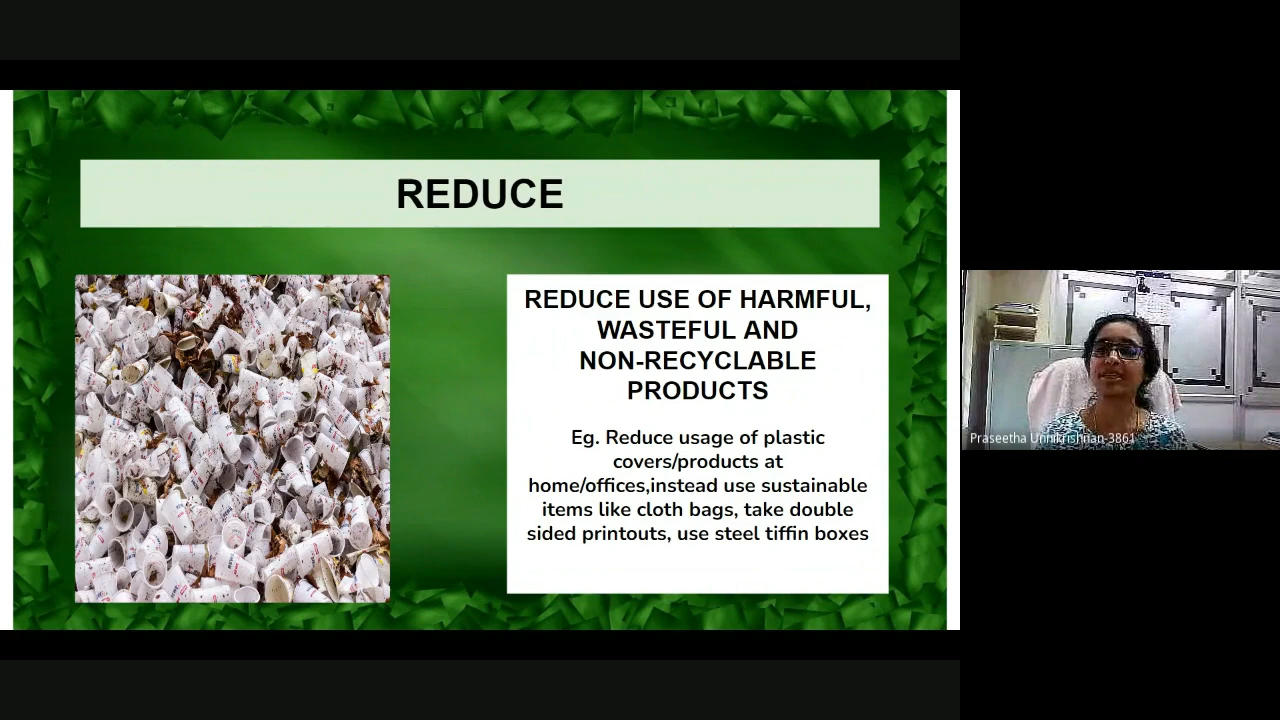 REDUCE
REDUCE USE OF HARMFUL,
WASTEFUL AND
NON-RECYCLABLE
PRODUCTS
Eg. Reduce usage of plastic
covers/products at
home/offices,instead use sustainable
items like cloth bags, take double
sided printouts, use steel tiffin boxes
Praseetha Unnikrishnan-3861